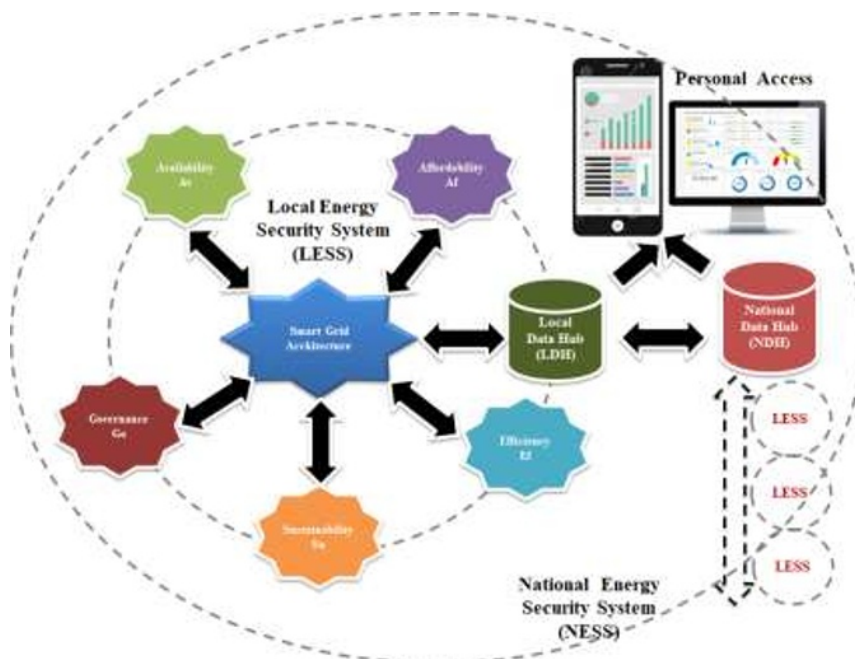 Personal Access
Availability
Av
Affordability
Af
Local Energy
Security System
(LESS)
Smart Grid
Architecture
Local
Data Hub
(LDH)
National
Data Hub
(NDH)
Governance
Go
Efficiency
Ef
Sustainability
Su
LESS
LESS
LESS
National Energy
Security System
(NESS)